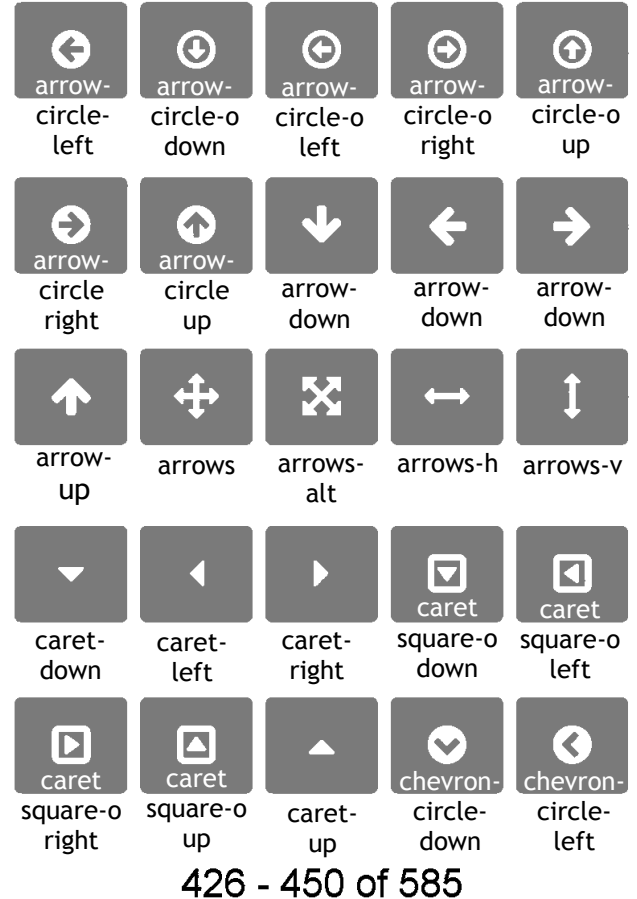 arrow- arrow- arrow- arrow- arrow-
circle- circle-o circle-o circle-o circle-o
left down left right up
arrow- arrow-
circle circle arrow- arrow- arrow-
right up down down down
arrow- arrows arrows- arrows-h arrows-v
up alt
caret caret
caret- caret- caret- square-o square-o
down left right down left
caret caret chevron- chevron-
square-o square-o caret- circle- circle-
right up up down left
426 - 450 of 585